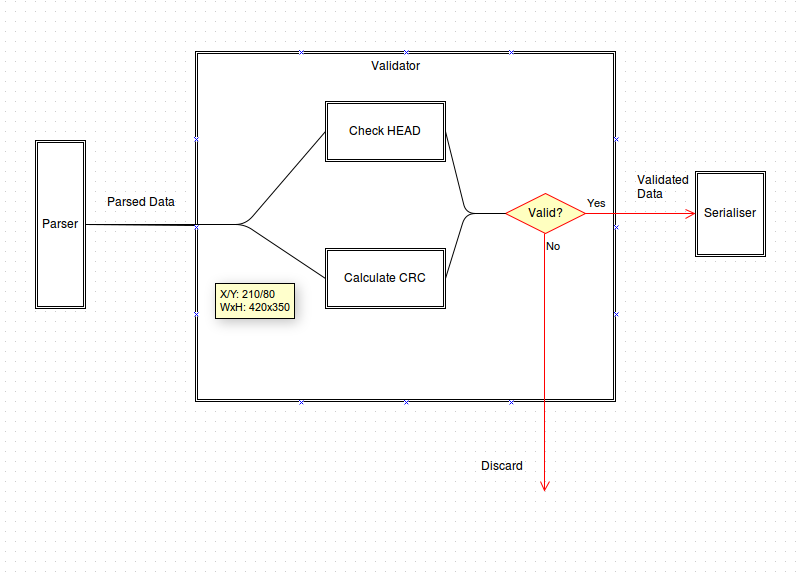 Validator
Check HEAD
Parser
Parsed Data
Valid?
Yes
No
Validated
Data
Serialiser
Calculate CRC
X/Y: 210/80
WxH: 420x350
Discard